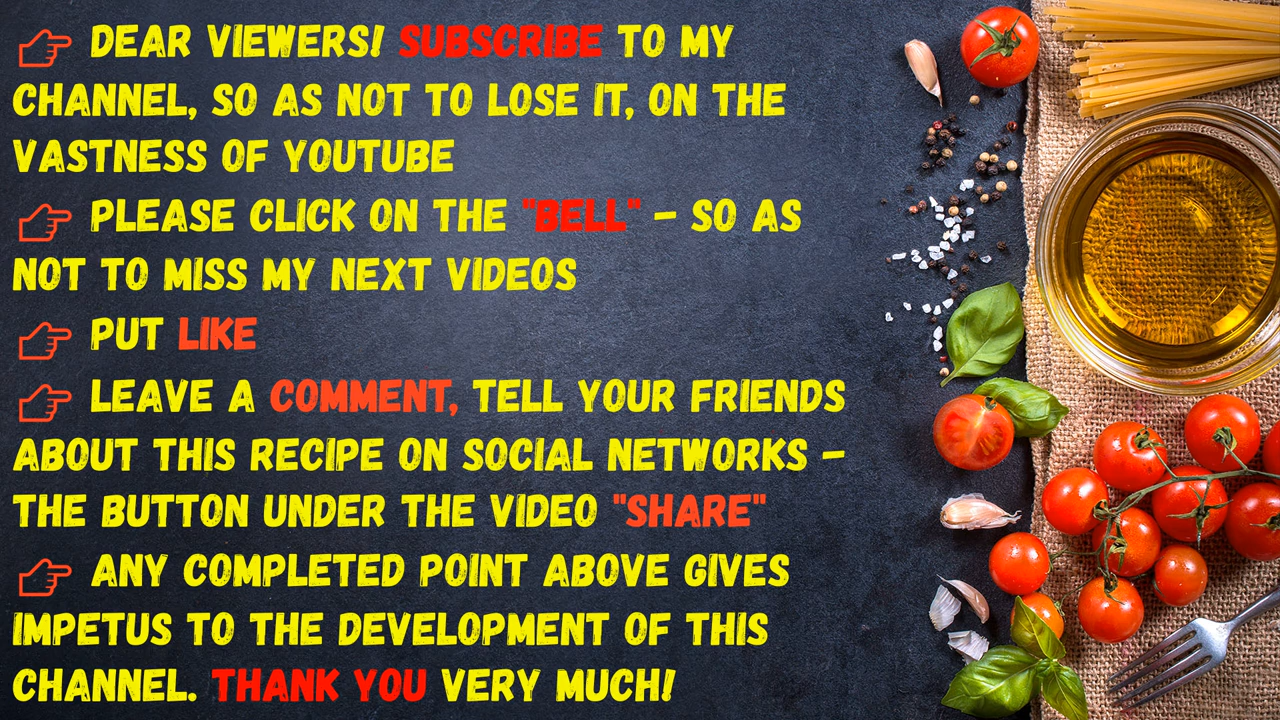 DEAR VIEWERS! SUBSCRIBE TO MY
CHANNEL, SO AS NOT TO LOSE IT, ON THE
VASTNESS OF YOUTUBE
PLEASE CLICK ON THE "BELL" - SO AS
NOT TO MISS MY NEXT VIDEOS
PUT LIKE
LEAVE A COMMENT, TELL YOUR FRIENDS
ABOUT THIS RECIPE ON SOCIAL NETWORKS -
THE BUTTON UNDER THE VIDEO "SHARE"
ANY COMPLETED POINT ABOVE GIVES
IMPETUS TO THE DEVELOPMENT OF THIS
CHANNEL. THANK YOU VERY MUCH!